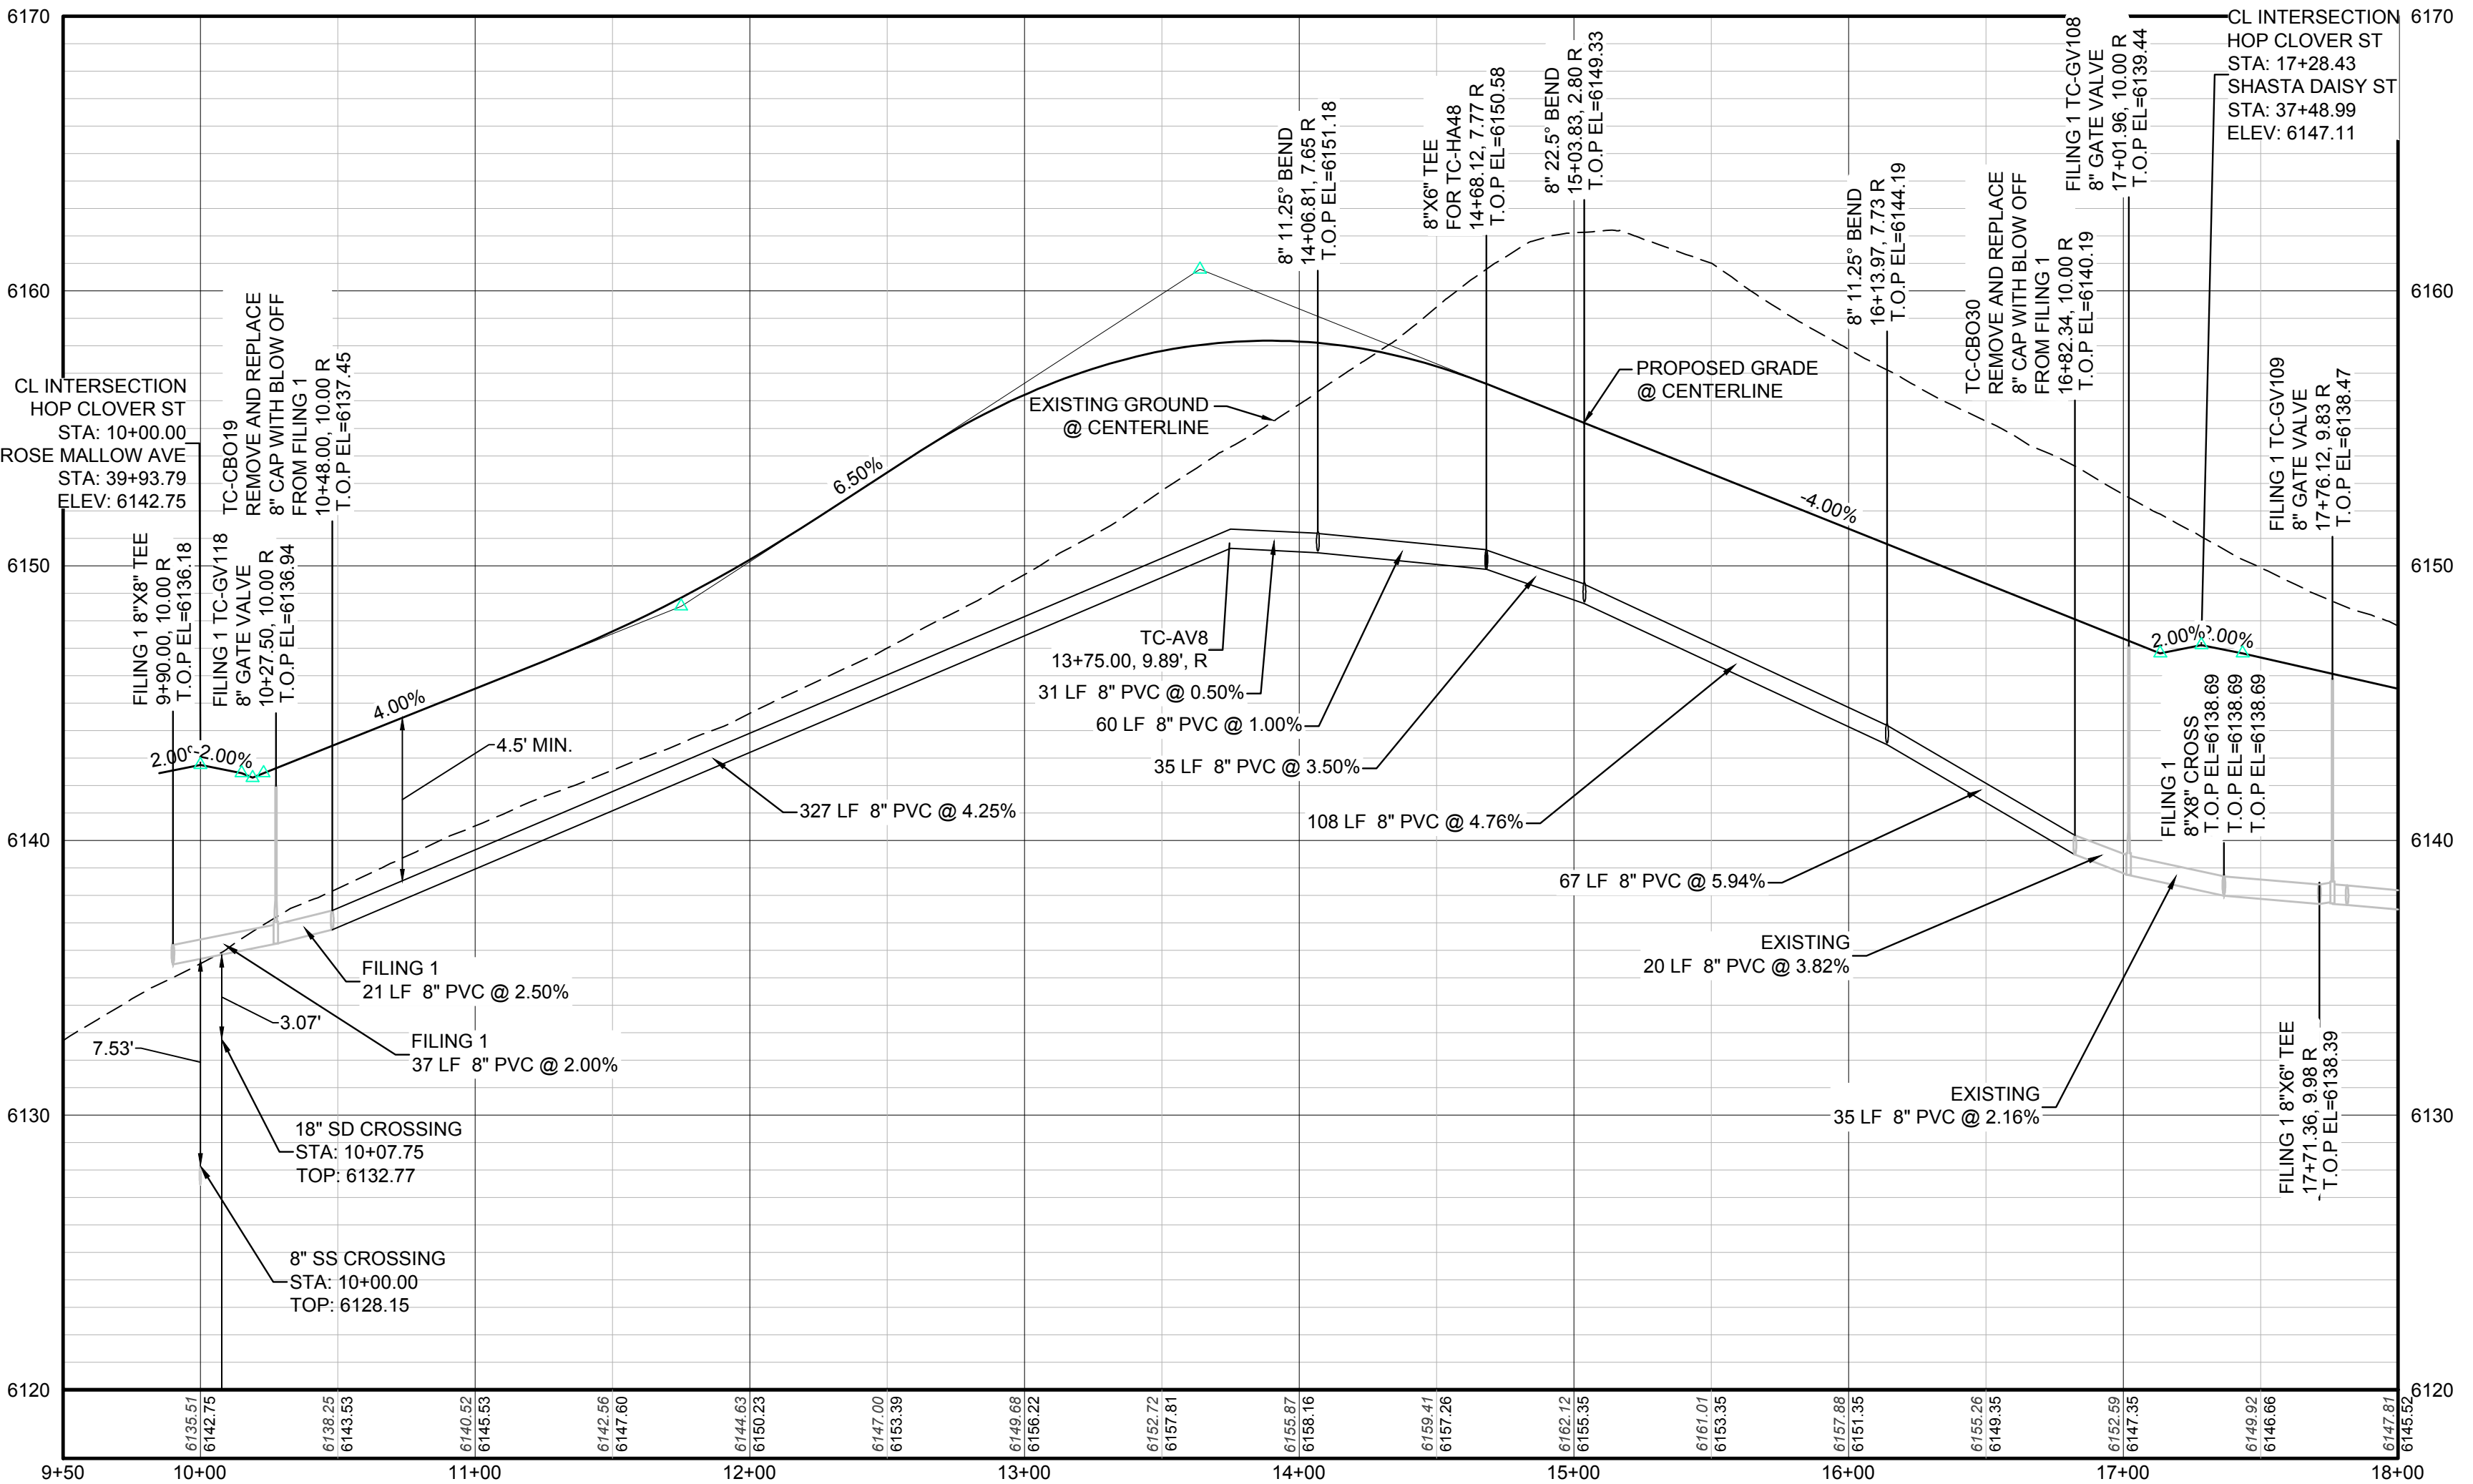 6170
6160
6150
6140
6130
6120
CL INTERSECTION
HOP CLOVER ST
STA: 10+00.00
ROSE MALLOW AVE
STA: 39+93.79
ELEV: 6142.75
FILING 1 8"X8" TEE
9+90.00, 10.00 R
T.O.P EL=6136.18
FILING 1 TC-GV118
8" GATE VALVE
10+27.50, 10.00 R
T.O.P EL=6136.94
TC-CBO19
REMOVE AND REPLACE
8" CAP WITH BLOW OFF
FROM FILING 1
10+48.00, 10.00 R
T.O.P EL=6137.45
2.00%
-2.00%
4.00%
6.50%
4.5' MIN.
EXISTING GROUND
@ CENTERLINE
8" 11.25° BEND
14+06.81, 7.65 R
T.O.P EL=6151.18
8"X6" TEE
FOR TC-HA48
14+68.12, 7.77 R
T.O.P EL=6150.58
8" 22.5° BEND
15+03.83, 2.80 R
T.O.P EL=6149.33
PROPOSED GRADE
@ CENTERLINE
-4.00%
8" 11.25° BEND
16+13.97, 7.73 R
T.O.P EL=6144.19
TC-CBO30
REMOVE AND REPLACE
8" CAP WITH BLOW OFF
FROM FILING 1
16+82.34, 10.00 R
T.O.P EL=6140.19
FILING 1 TC-GV108
8" GATE VALVE
17+01.96, 10.00 R
T.O.P EL=6139.44
CL INTERSECTION
HOP CLOVER ST
STA: 17+28.43
SHASTA DAISY ST
STA: 37+48.99
ELEV: 6147.11
FILING 1 TC-GV109
8" GATE VALVE
17+76.12, 9.83 R
T.O.P EL=6138.47
2.00%
FILING 1
8"X8" CROSS
T.O.P EL=6138.69
T.O.P EL=6138.69
T.O.P EL=6138.69
TC-AV8
13+75.00, 9.89', R
31 LF 8" PVC @ 0.50%
60 LF 8" PVC @ 1.00%
35 LF 8" PVC @ 3.50%
108 LF 8" PVC @ 4.76%
67 LF 8" PVC @ 5.94%
327 LF 8" PVC @ 4.25%
EXISTING
20 LF 8" PVC @ 3.82%
EXISTING
35 LF 8" PVC @ 2.16%
FILING 1 8"X6" TEE
17+71.36, 9.98 R
T.O.P EL=6138.39
FILING 1
21 LF 8" PVC @ 2.50%
FILING 1
37 LF 8" PVC @ 2.00%
3.07'
7.53'
18" SD CROSSING
STA: 10+07.75
TOP: 6132.77
8" SS CROSSING
STA: 10+00.00
TOP: 6128.15
6170
6160
6150
6140
6130
6120
6135.51
6142.75
6138.25
6143.53
6140.52
6145.53
6142.56
6147.60
6144.63
6150.23
6147.00
6153.39
6149.68
6156.22
6152.72
6157.81
6155.87
6158.16
6159.41
6157.26
6162.12
6155.35
6161.01
6153.35
6157.88
6151.35
6155.26
6149.35
6152.59
6147.35
6149.92
6146.66
6147.81
6145.52
9+50
10+00
11+00
12+00
13+00
14+00
15+00
16+00
17+00
18+00